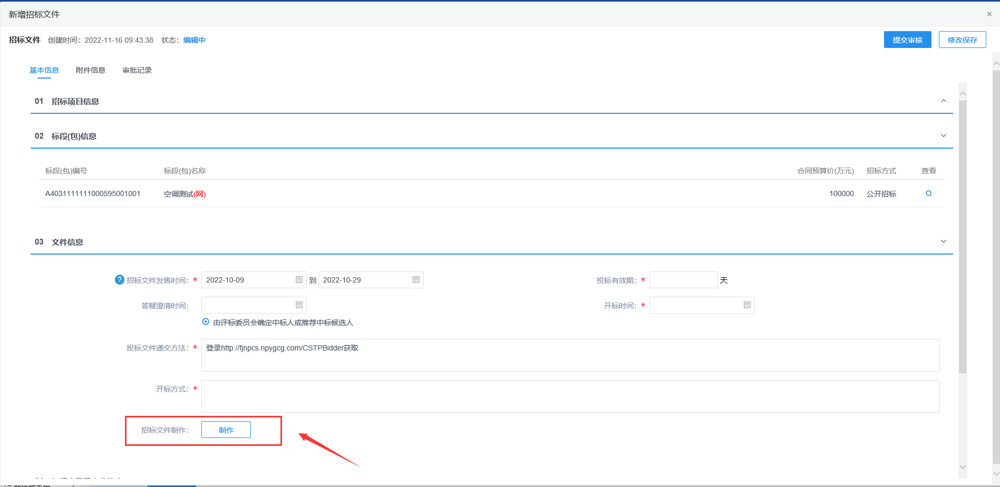 新增招标文件
×
招标文件 创建时间：2022-11-16 09:43:38 状态：编辑中
提交审核 修改保存
基本信息 附件信息 审批记录
01 招标项目信息
02 标段(包)信息
标段(包)编号 标段(包)名称 合同预算价(万元) 招标方式 查看
A4031111111000595001001 空调测试(网) 100000 公开招标
03 文件信息
? 招标文件发售时间：* 2022-10-09 到 2022-10-29 投标有效期：* 天
答疑澄清时间： 开标时间：*
由评标委员会确定中标人或推荐中标候选人
投标文件递交方法：* 登录http://fjnpcs.npygcg.com/CSTPBidder获取
开标方式：*
招标文件制作： 制作